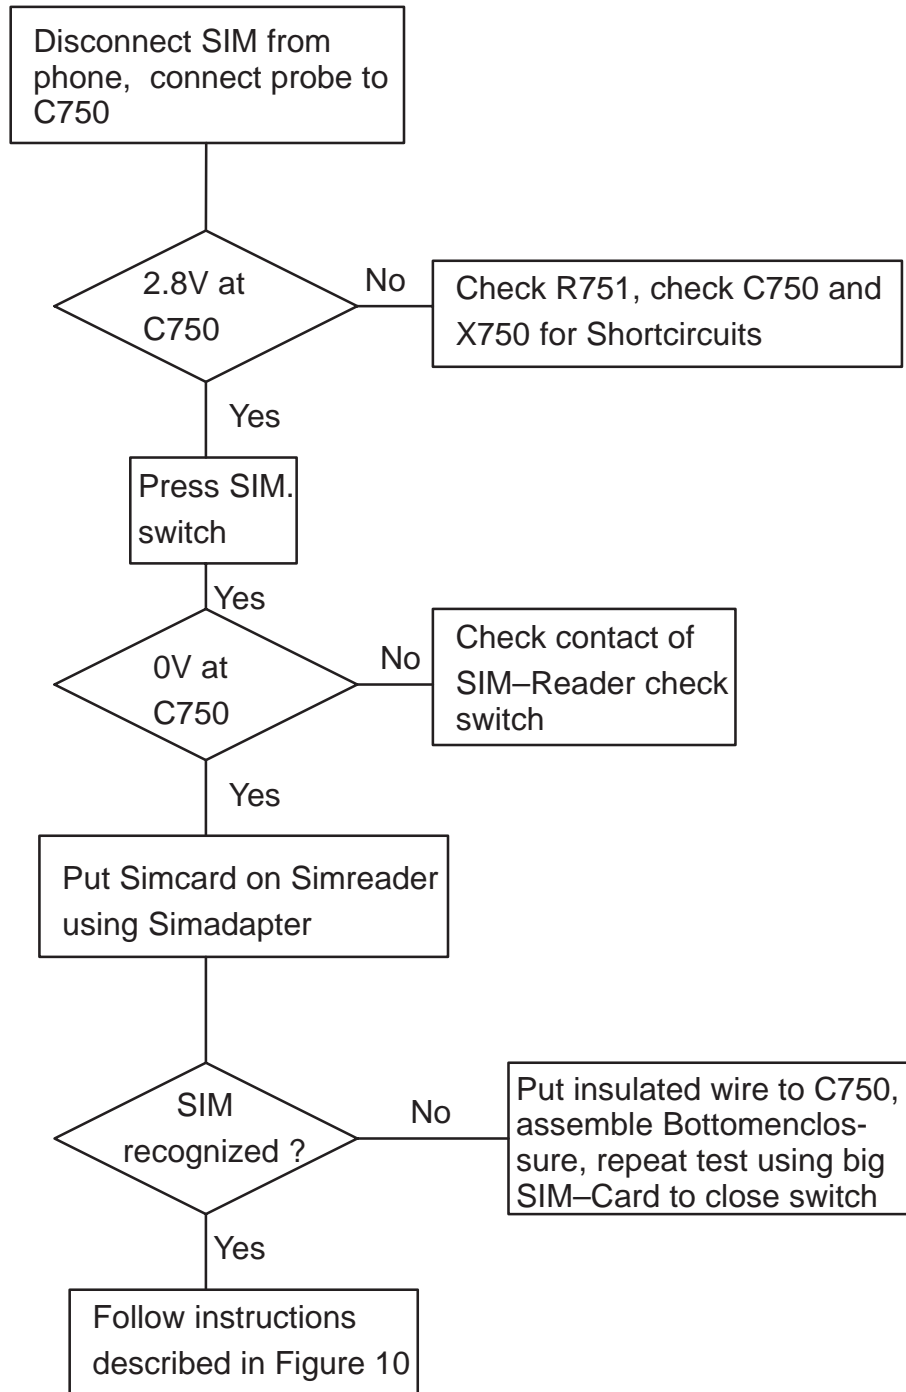 Disconnect SIM from
phone, connect probe to
C750
2.8V at
C750
No
Check R751, check C750 and
X750 for Shortcircuits
Yes
Press SIM.
switch
Yes
0V at
C750
No
Check contact of
SIM–Reader check
switch
Yes
Put Simcard on Simreader
using Simadapter
SIM
recognized ?
No
Put insulated wire to C750,
assemble Bottomenclos-
sure, repeat test using big
SIM–Card to close switch
Yes
Follow instructions
described in Figure 10